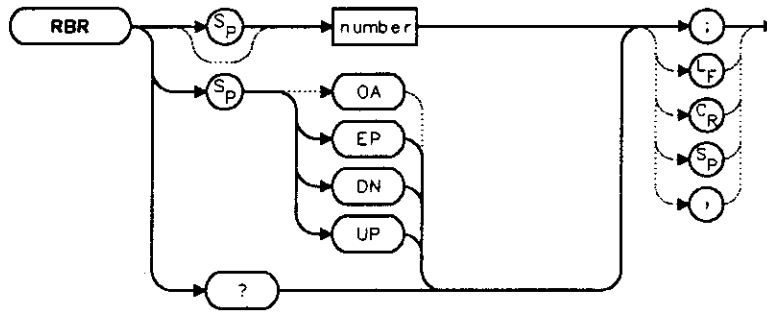 RBR
SP
number
;
LF
SP
OA
CR
EP
SP
DN
,
UP
?